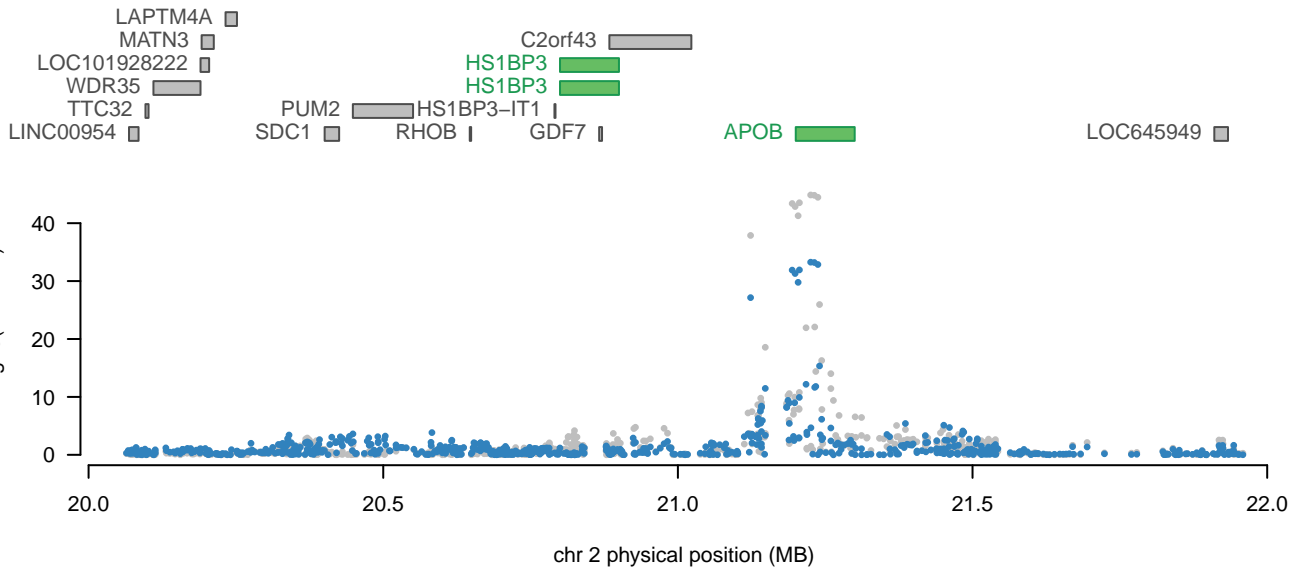 LAPTM4A
MATN3 C2orf43
LOC101928222 HS1BP3
WDR35 HS1BP3
TTC32 PUM2 HS1BP3−IT1
LINC00954 SDC1 RHOB GDF7 APOB LOC645949
40
30
20
10
0
20.0 20.5 21.0 21.5 22.0
chr 2 physical position (MB)